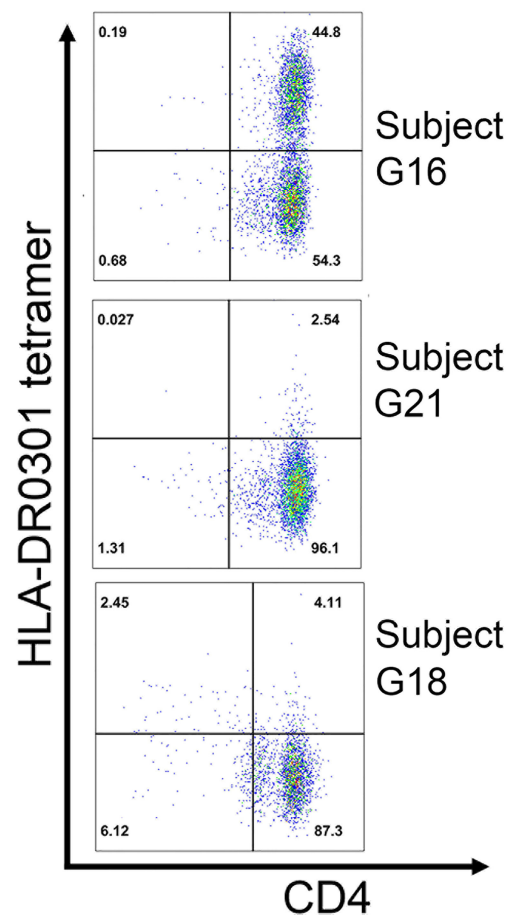 0.19 44.8
0.68 54.3
Subject
G16
0.027 2.54
1.31 96.1
Subject
G21
2.45 4.11
6.12 87.3
Subject
G18
HLA-DR0301 tetramer
CD4